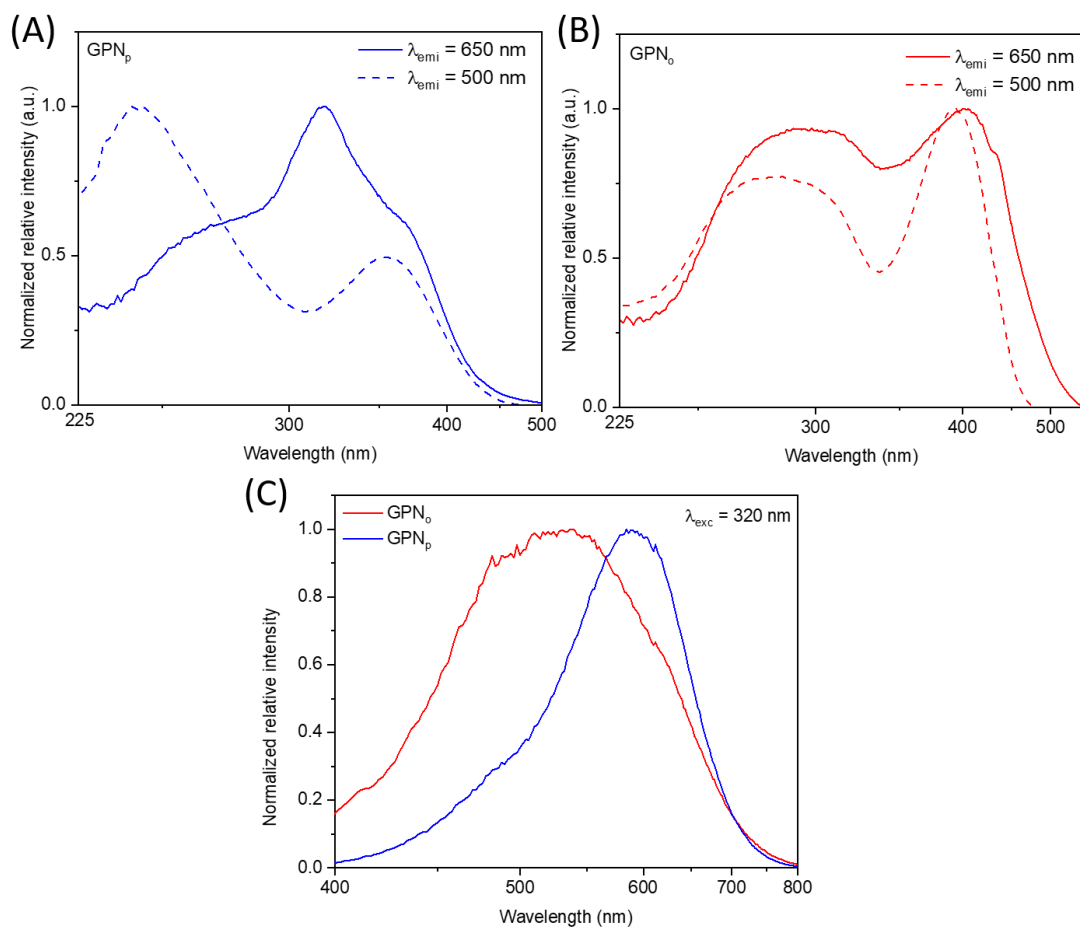 (A)
GPNₚ
λₑₘᵢ = 650 nm
λₑₘᵢ = 500 nm
Normalized relative intensity (a.u.)
1.0
0.5
0.0
225
300
400
500
Wavelength (nm)
(B)
GPNₒ
λₑₘᵢ = 650 nm
λₑₘᵢ = 500 nm
Normalized relative intensity (a.u.)
1.0
0.5
0.0
225
300
400
500
Wavelength (nm)
(C)
GPNₒ
GPNₚ
λₑₓc = 320 nm
Normalized relative intensity
1.0
0.8
0.6
0.4
0.2
0.0
400
500
600
700
800
Wavelength (nm)